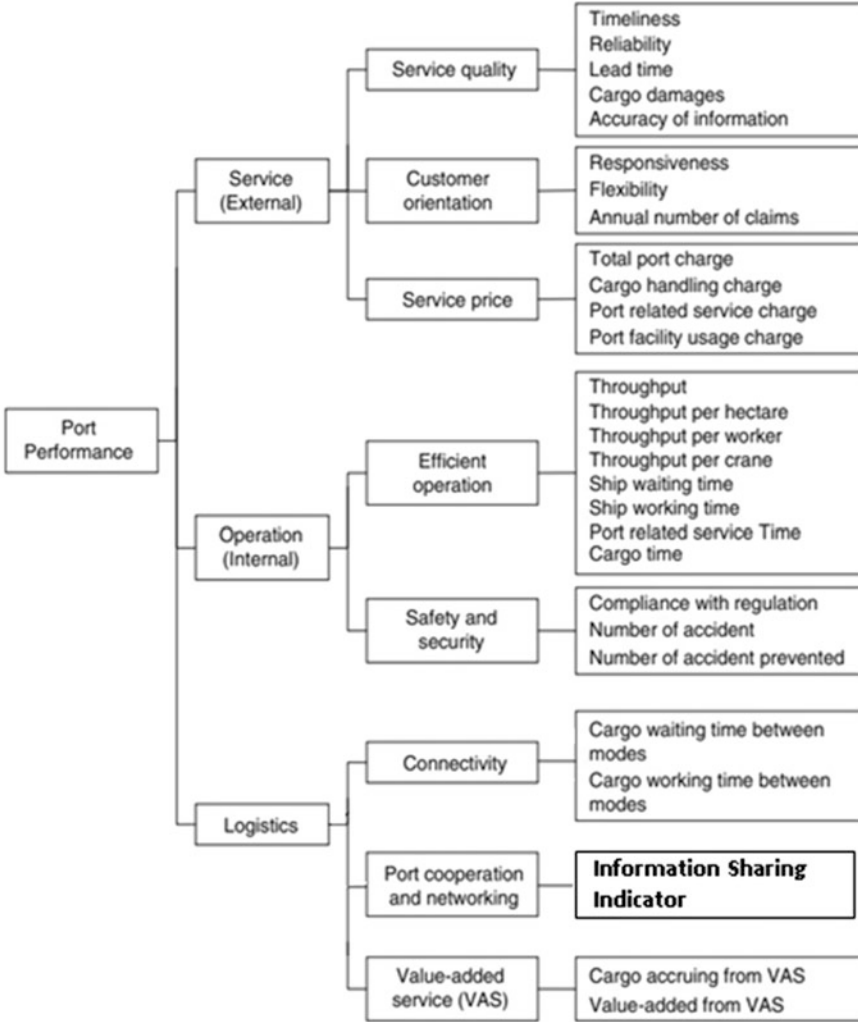 Port
Performance
Service
(External)
Service quality
Timeliness
Reliability
Lead time
Cargo damages
Accuracy of information
Customer
orientation
Responsiveness
Flexibility
Annual number of claims
Service price
Total port charge
Cargo handling charge
Port related service charge
Port facility usage charge
Operation
(Internal)
Efficient
operation
Throughput
Throughput per hectare
Throughput per worker
Throughput per crane
Ship waiting time
Ship working time
Port related service Time
Cargo time
Safety and
security
Compliance with regulation
Number of accident
Number of accident prevented
Logistics
Connectivity
Cargo waiting time between
modes
Cargo working time between
modes
Port cooperation
and networking
Information Sharing
Indicator
Value-added
service (VAS)
Cargo accruing from VAS
Value-added from VAS